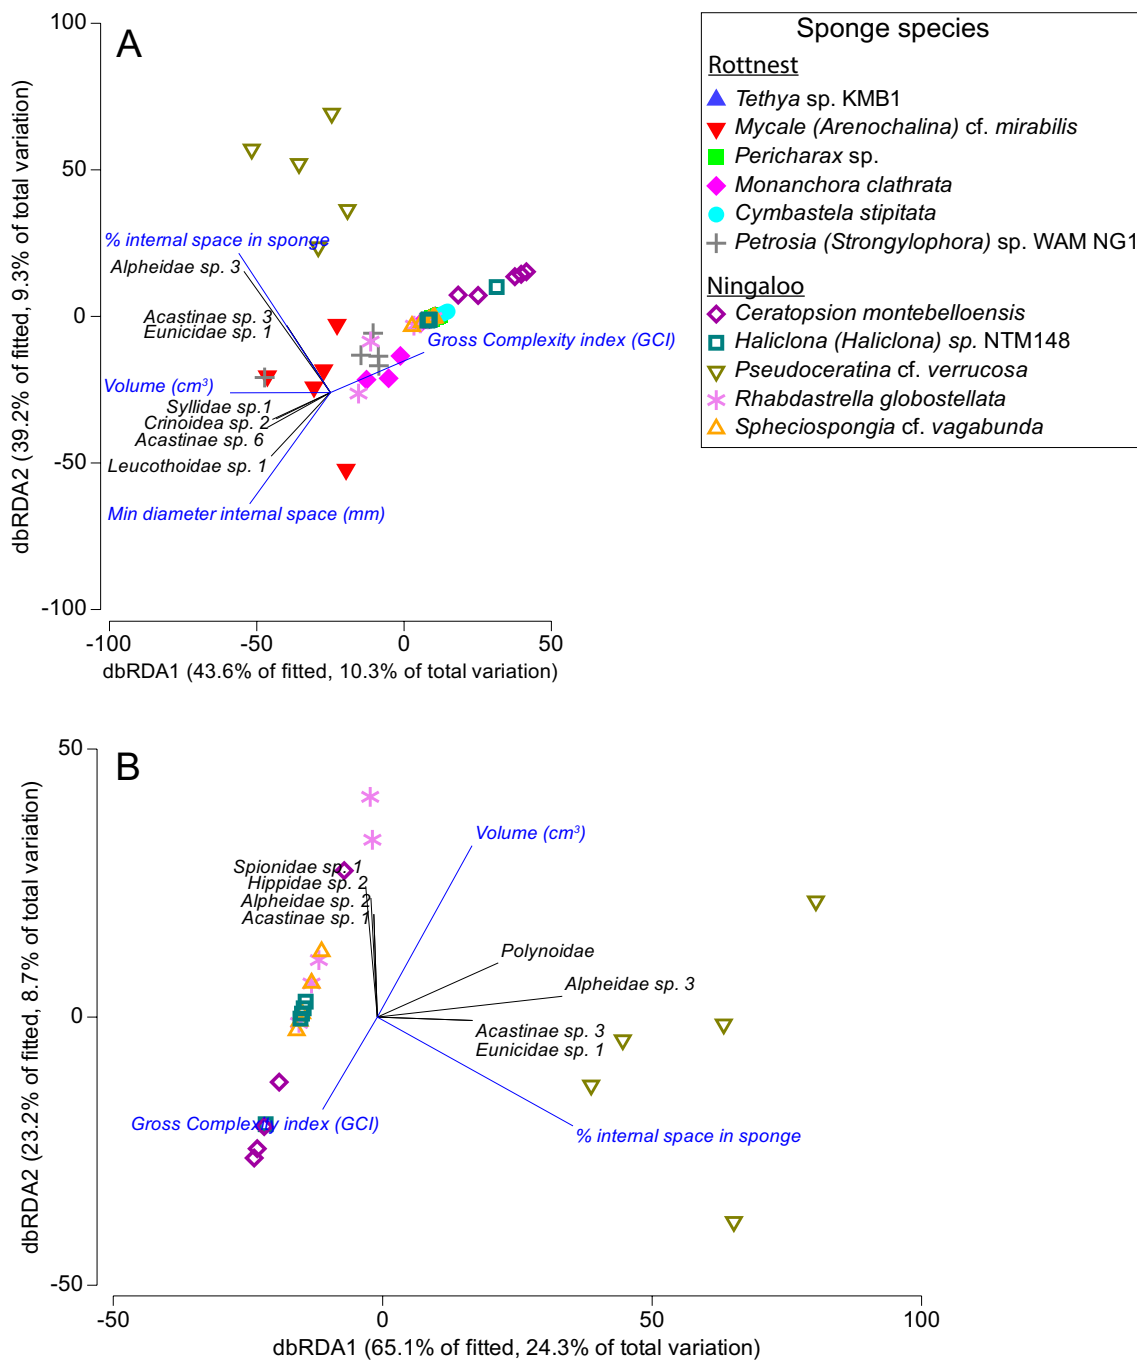 A
100
50
0
-50
-100
dbRDA2 (39.2% of fitted, 9.3% of total variation)
% internal space in sponge
Alpheidae sp. 3
Acastinae sp. 3
Eunicidae sp. 1
Gross Complexity index (GCI)
Volume (cm³)
Syllidae sp.1
Crinoidea sp. 2
Acastinae sp. 6
Leucothoidae sp. 1
Min diameter internal space (mm)
-100 -50 0 50
dbRDA1 (43.6% of fitted, 10.3% of total variation)
Sponge species
Rottnest
Tethya sp. KMB1
Mycale (Arenochalina) cf. mirabilis
Pericharax sp.
Monanchora clathrata
Cymbastela stipitata
Petrosia (Strongylophora) sp. WAM NG1
Ningaloo
Ceratopsion montebelloensis
Haliclona (Haliclona) sp. NTM148
Pseudoceratina cf. verrucosa
Rhabdastrella globostellata
Spheciospongia cf. vagabunda
B
50
0
-50
dbRDA2 (23.2% of fitted, 8.7% of total variation)
Volume (cm³)
Spionidae sp. 1
Hippidae sp. 2
Alpheidae sp. 2
Acastinae sp. 1
Polynoidae
Alpheidae sp. 3
Acastinae sp. 3
Eunicidae sp. 1
Gross Complexity index (GCI)
% internal space in sponge
-50 0 50 100
dbRDA1 (65.1% of fitted, 24.3% of total variation)